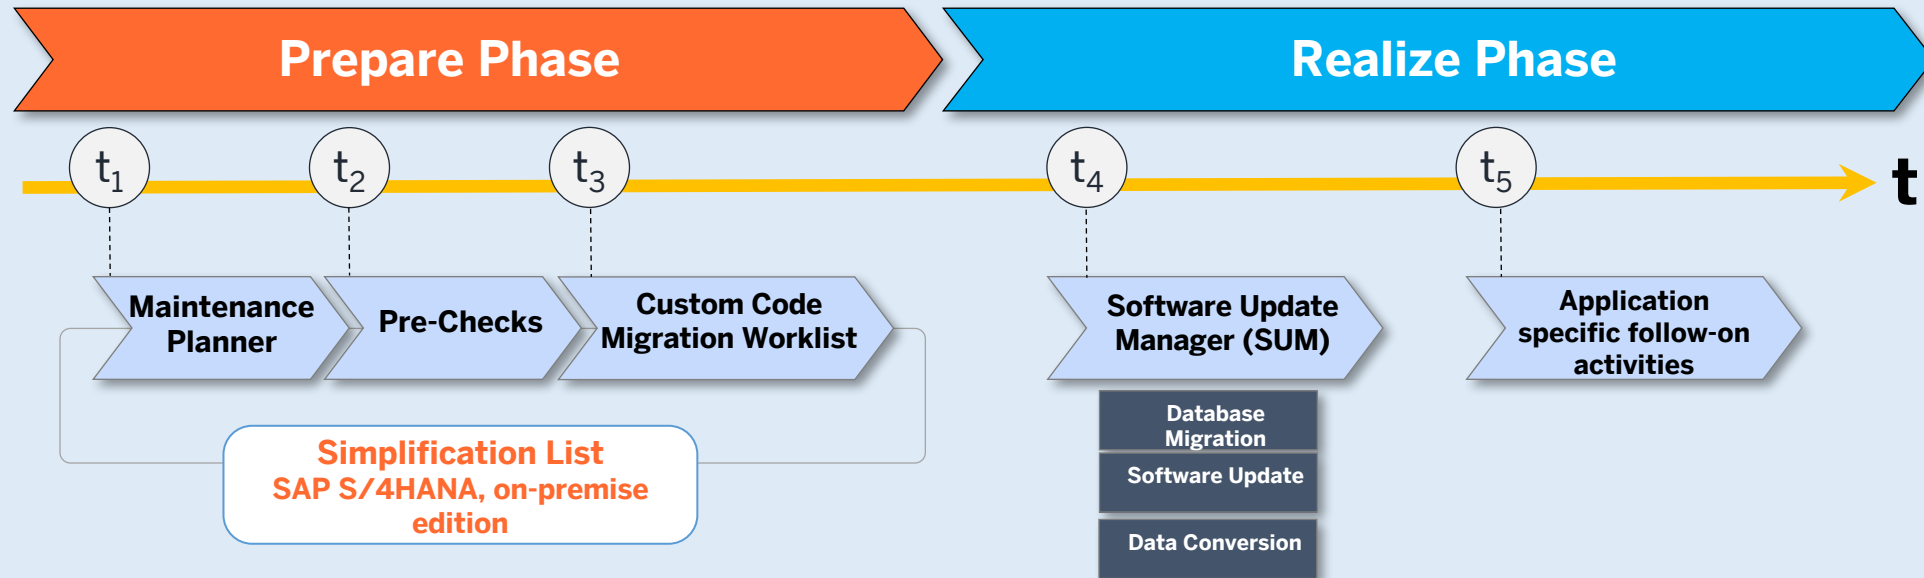 Prepare Phase
Realize Phase
t1
t2
t3
t4
t5
t
Maintenance
Planner
Pre-Checks
Custom Code
Migration Worklist
Software Update
Manager (SUM)
Application
specific follow-on
activities
Simplification List
SAP S/4HANA, on-premise
edition
Database
Migration
Software Update
Data Conversion